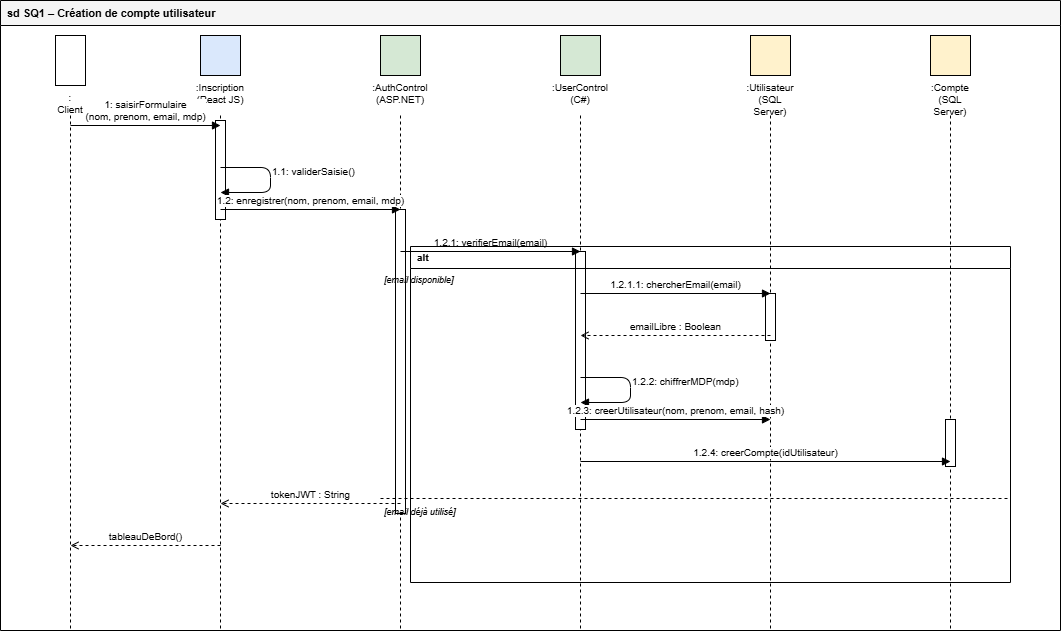 sd SQ1 – Création de compte utilisateur
:
Client
:Inscription
(React JS)
:AuthControl
(ASP.NET)
:UserControl
(C#)
:Utilisateur
(SQL
Server)
:Compte
(SQL
Server)
1: saisirFormulaire
(nom, prenom, email, mdp)
1.1: validerSaisie()
1.2: enregistrer(nom, prenom, email, mdp)
1.2.1: verifierEmail(email)
alt
[email disponible]
1.2.1.1: chercherEmail(email)
emailLibre : Boolean
1.2.2: chiffrerMDP(mdp)
1.2.3: creerUtilisateur(nom, prenom, email, hash)
1.2.4: creerCompte(idUtilisateur)
tokenJWT : String
[email déjà utilisé]
tableauDeBord()